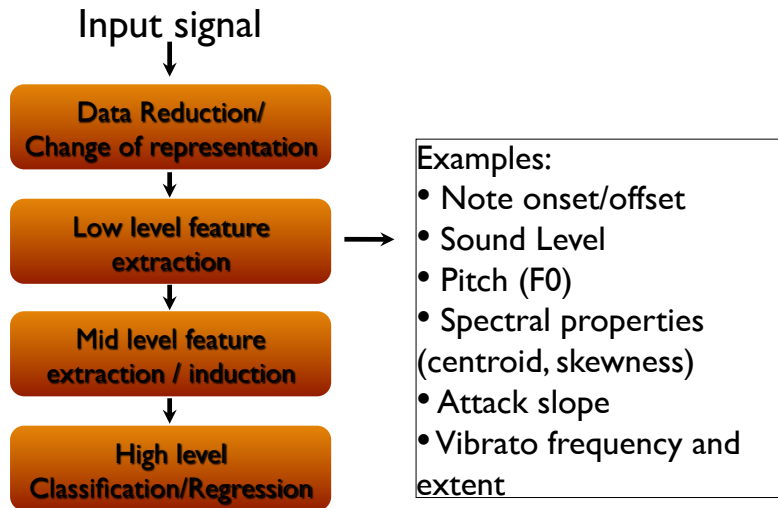 Input signal
Data Reduction/
Change of representation
Low level feature
extraction
Mid level feature
extraction / induction
High level
Classification/Regression
Examples:
• Note onset/offset
• Sound Level
• Pitch (F0)
• Spectral properties
(centroid, skewness)
• Attack slope
• Vibrato frequency and
extent